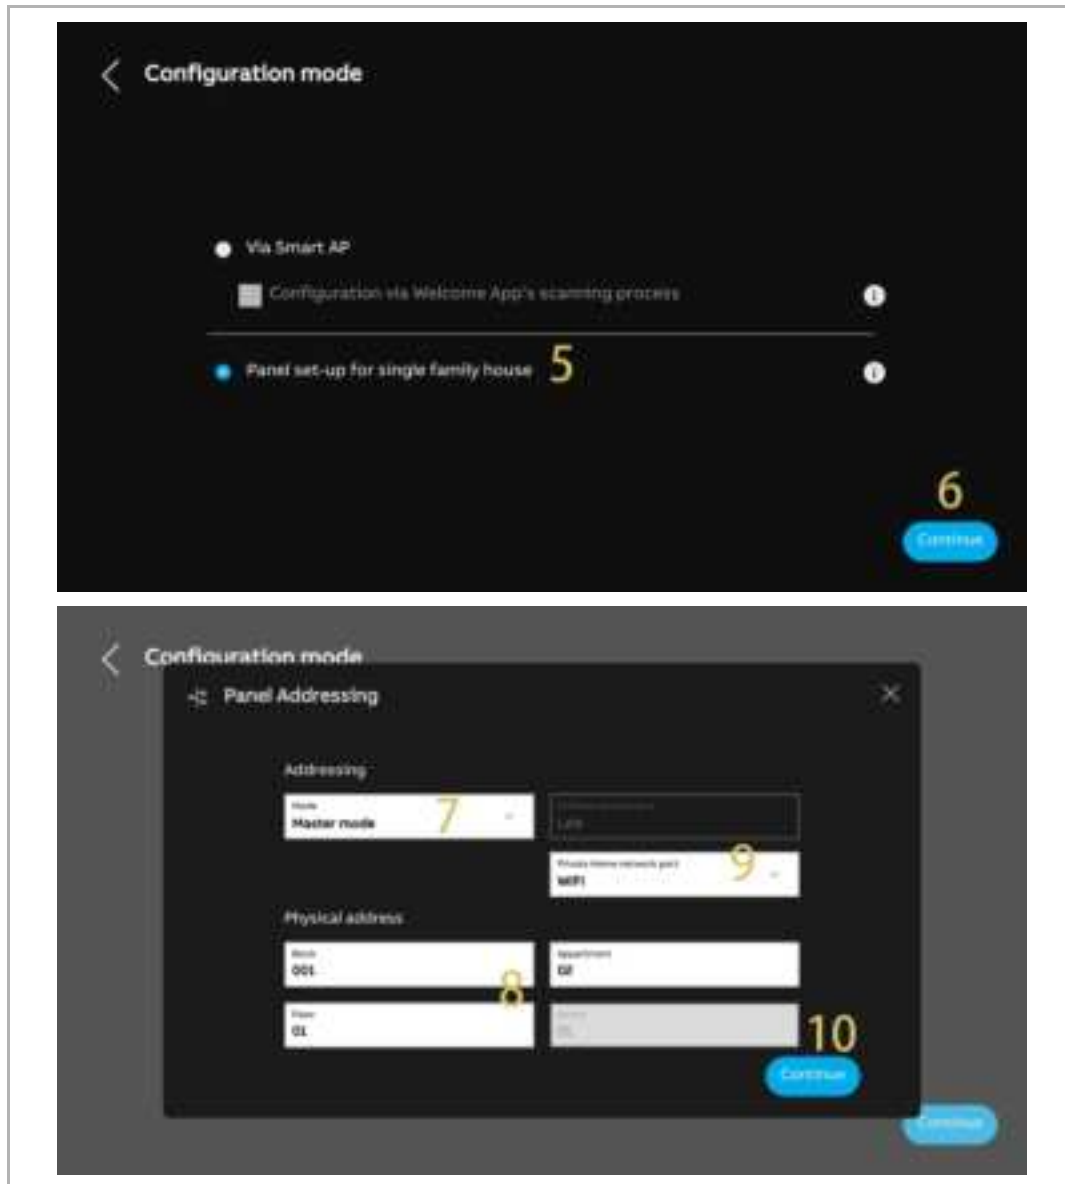 Configuration mode
Via Smart AP
Configuration via Welcome App's scanning process
i
Panel set-up for single family house 5
i
6
Continue
Configuration mode
Panel Addressing
Addressing
Mode
Master mode 7
LAN
Private Home network port
WIFI 9
Physical address
Block
001
Appartment
02
8
Floor
01
10
Continue
Continue